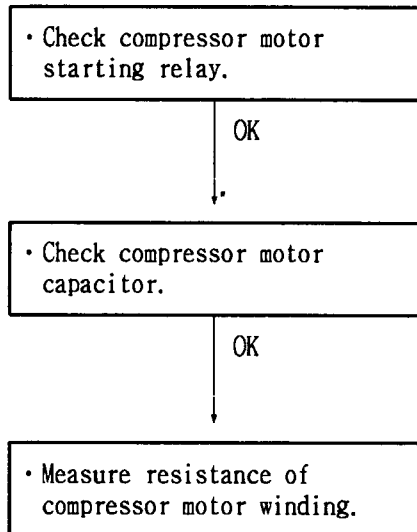 · Check compressor motor
starting relay.
OK
· Check compressor motor
capacitor.
OK
· Measure resistance of
compressor motor winding.